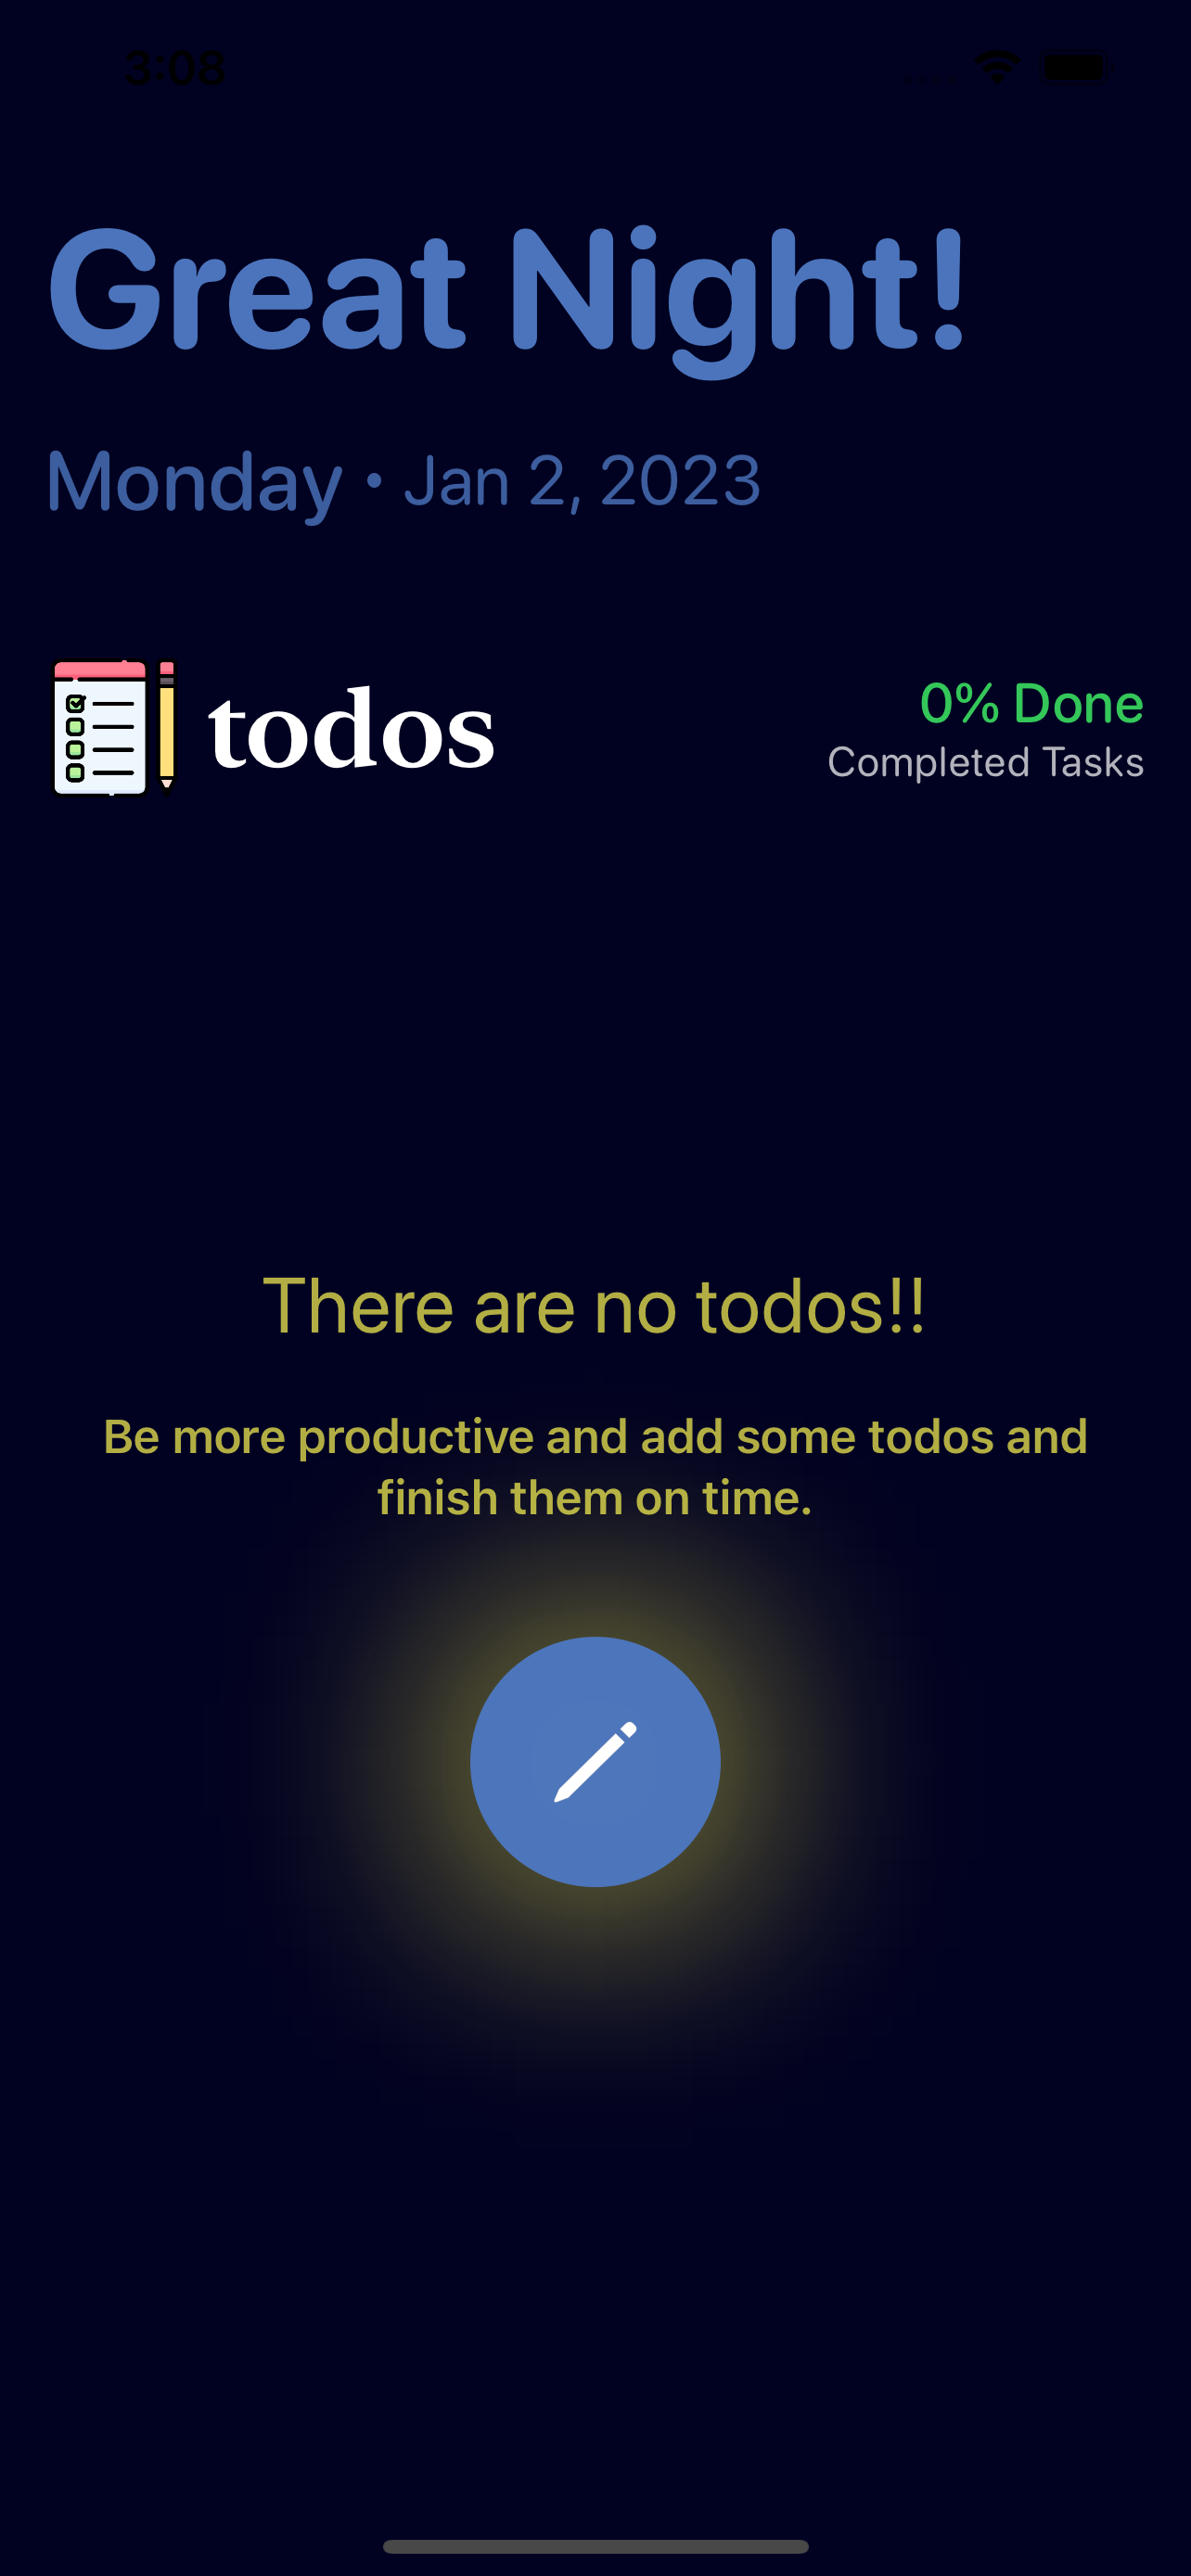 3:08
Great Night!
Monday • Jan 2, 2023
todos
0% Done
Completed Tasks
There are no todos!!
Be more productive and add some todos and
finish them on time.